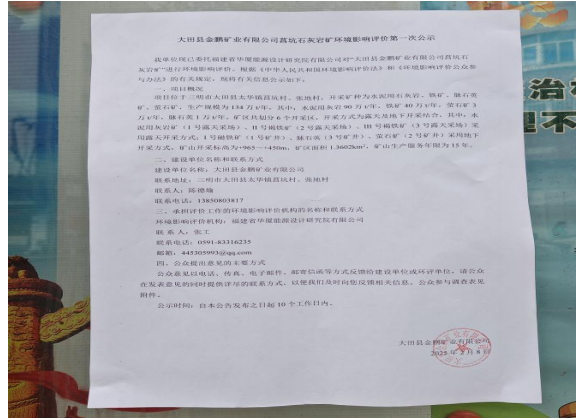 大田县金鹏矿业有限公司菖坑石灰岩矿环境影响评价第一次公示
我单位现已委托福建省华厦能源设计研究院有限公司对“大田县金鹏矿业有限公司菖坑石
灰岩矿”进行环境影响评价。根据《中华人民共和国环境影响评价法》和《环境影响评价公众参
与办法》的有关规定，现将有关信息公示如下：
一、项目概况
项目位于三明市大田县太华镇菖坑村、张地村，开采矿种为水泥用石灰岩、铁矿、脉石英
矿、萤石矿，生产规模为134万t/年，其中，水泥用灰岩90万t/年，铁矿40万t/年，萤石矿3
万t/年，脉石英1万t/年，矿区共划分6个开采区，开采方式为露天及地下开采结合，其中，水
泥用灰岩矿（1号露天采场）、II号褐铁矿（2号露天采场）、III号褐铁矿（3号露天采场）采
用露天开采方式，I号磁铁矿（1号矿井）、脉石英（3号矿井）、萤石矿（2号矿井）采用地下
开采方式，矿山开采标高为+965~+450m，矿区面积1.3602km²，矿山生产服务年限为15年。
二、建设单位名称和联系方式
建设单位名称：大田县金鹏矿业有限公司
联系地址：三明市大田县太华镇菖坑村、张地村
联系人：陈德瑜
联系电话：13850803817
三、承担评价工作的环境影响评价机构的名称和联系方式
环境影响评价机构：福建省华厦能源设计研究院有限公司
联 系 人：张工
联系电话：0591-83316235
邮箱：445305993@qq.com
四、公众提出意见的主要方式
公众意见以电话、传真、电子邮件、邮寄信函等方式反馈给建设单位或环评单位。请公众
在发表意见的同时提供详尽的联系方式，以便我们及时向您反馈相关信息。公众参与调查表见
附件。
公示时间：自本公告发布之日起10个工作日内。
大田县金鹏矿业有限公司
2025年2月8日
治
理不